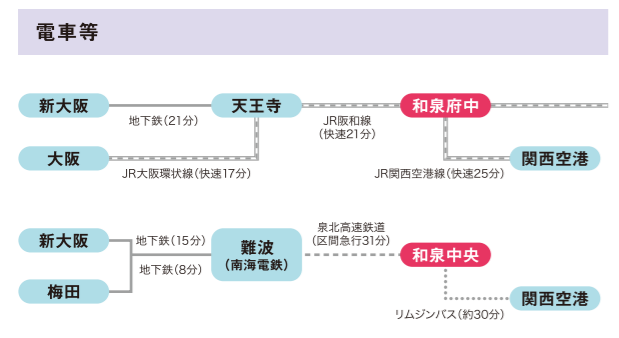 電車等
新大阪
地下鉄(21分)
天王寺
JR阪和線
(快速21分)
和泉府中
大阪
JR大阪環状線(快速17分)
JR関西空港線(快速25分)
関西空港
新大阪
地下鉄(15分)
地下鉄(8分)
梅田
難波
(南海電鉄)
泉北高速鉄道
(区間急行31分)
和泉中央
リムジンバス(約30分)
関西空港